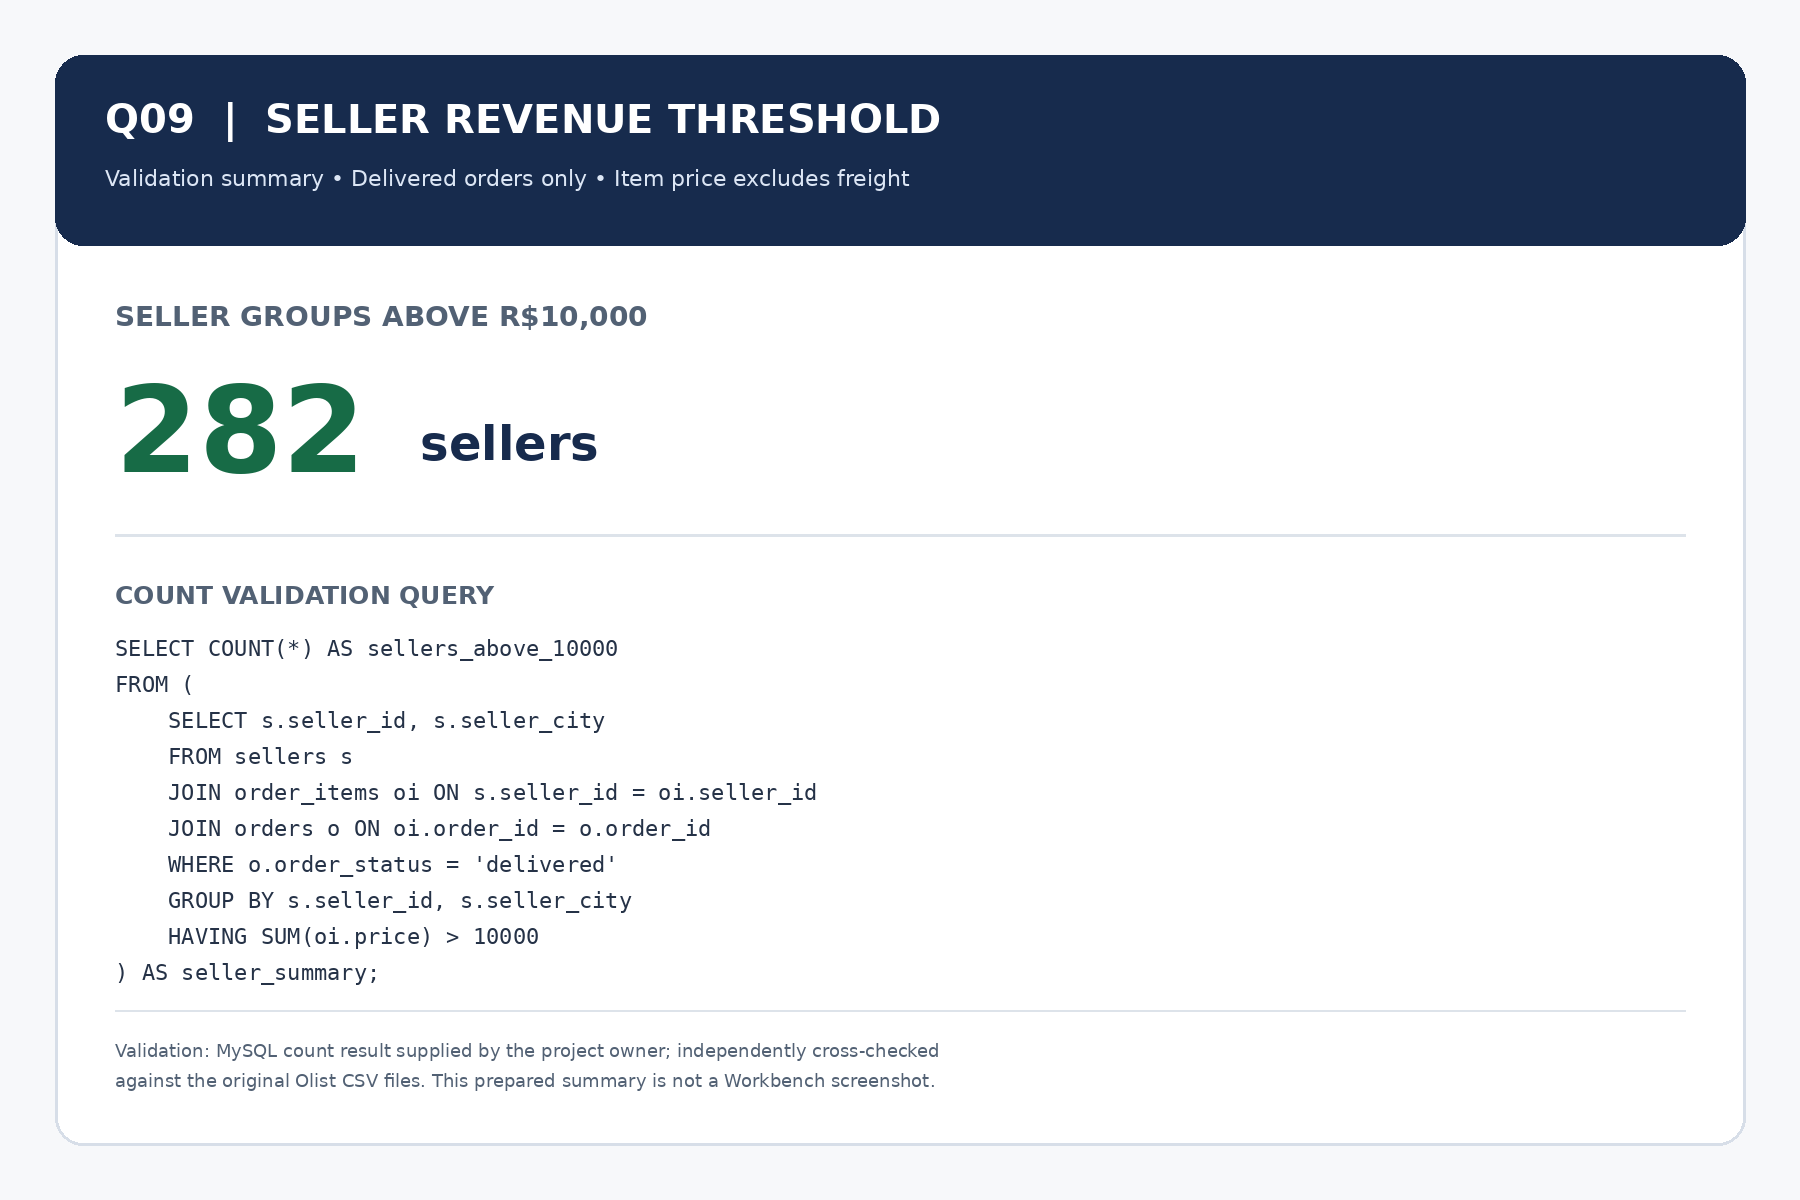 Q09 | SELLER REVENUE THRESHOLD
Validation summary • Delivered orders only • Item price excludes freight
SELLER GROUPS ABOVE R$10,000
282 sellers
COUNT VALIDATION QUERY
SELECT COUNT(*) AS sellers_above_10000
FROM (
    SELECT s.seller_id, s.seller_city
    FROM sellers s
    JOIN order_items oi ON s.seller_id = oi.seller_id
    JOIN orders o ON oi.order_id = o.order_id
    WHERE o.order_status = 'delivered'
    GROUP BY s.seller_id, s.seller_city
    HAVING SUM(oi.price) > 10000
) AS seller_summary;
Validation: MySQL count result supplied by the project owner; independently cross-checked
against the original Olist CSV files. This prepared summary is not a Workbench screenshot.